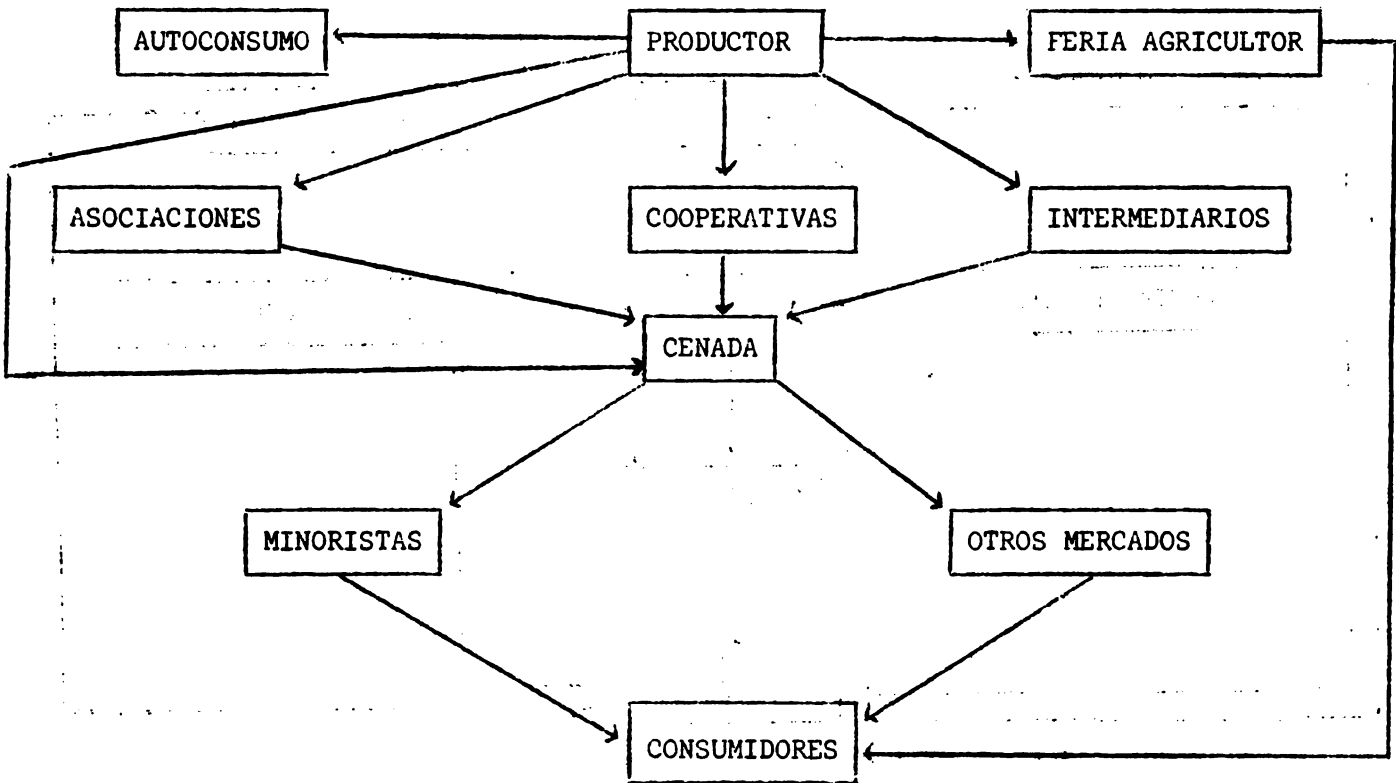 AUTOCONSUMO
PRODUCTOR
FERIA AGRICULTOR
ASOCIACIONES
COOPERATIVAS
INTERMEDIARIOS
CENADA
MINORISTAS
OTROS MERCADOS
CONSUMIDORES